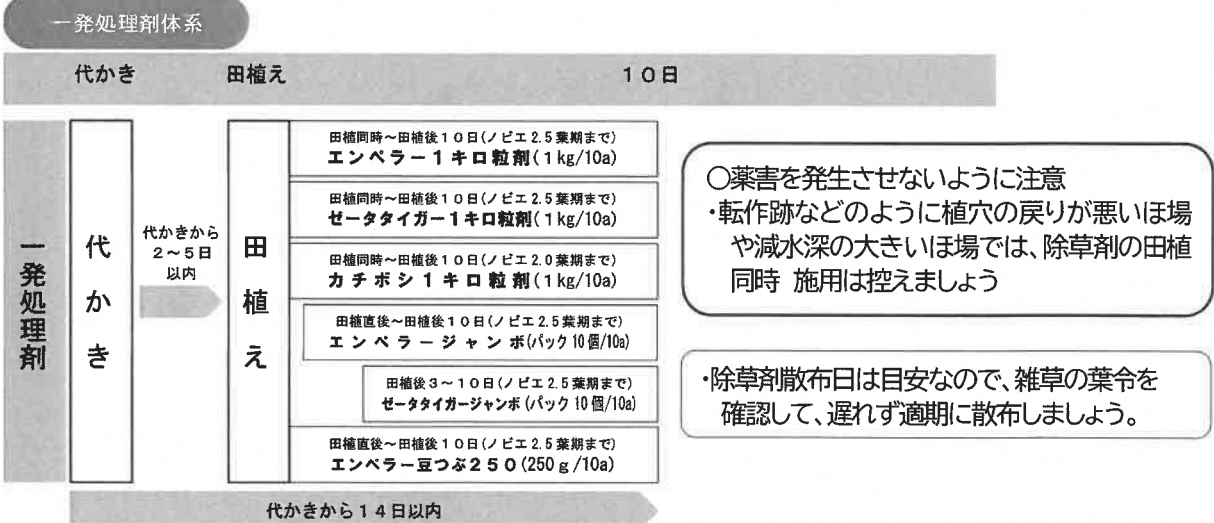 一発処理剤体系
代かき 田植え 10日
一発処理剤
代かき
代かきから
2~5日
以内
田植え
田植同時~田植後10日(ノビエ2.5葉期まで)
エンペラー1キロ粒剤(1kg/10a)
田植同時~田植後10日(ノビエ2.5葉期まで)
ゼータタイガー1キロ粒剤(1kg/10a)
田植同時~田植後10日(ノビエ2.0葉期まで)
カチボシ1キロ粒剤(1kg/10a)
田植直後~田植後10日(ノビエ2.5葉期まで)
エンペラージャンボ(パック10個/10a)
田植後3~10日(ノビエ2.5葉期まで)
ゼータタイガージャンボ(パック10個/10a)
田植直後~田植後10日(ノビエ2.5葉期まで)
エンペラー豆つぶ250(250g/10a)
代かきから14日以内
○薬害を発生させないように注意
・転作跡などのように植穴の戻りが悪いほ場
や減水深の大きいほ場では、除草剤の田植
同時 施用は控えましょう
・除草剤散布日は目安なので、雑草の葉令を
確認して、遅れず適期に散布しましょう。